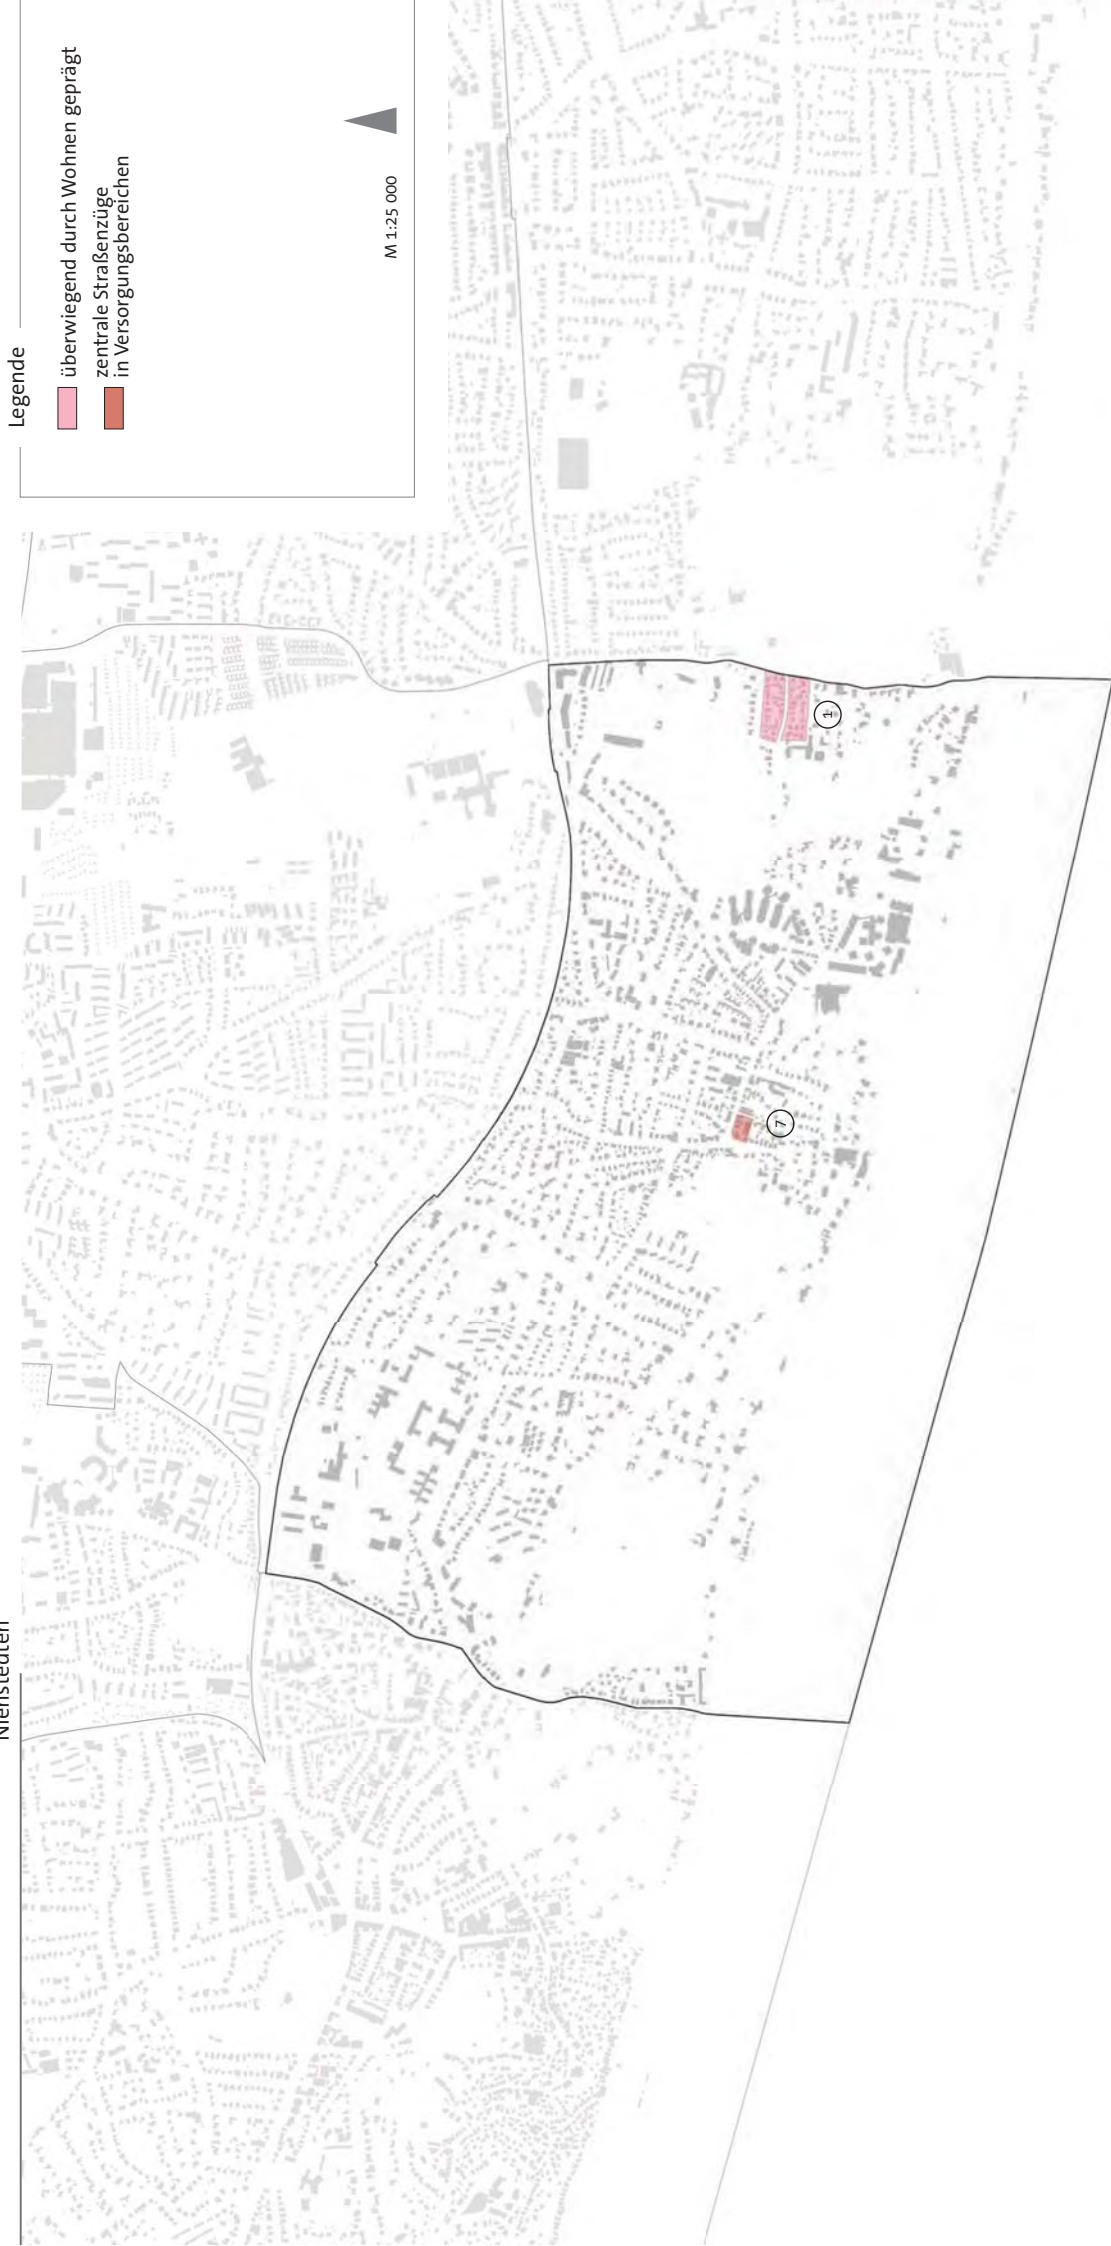 Nienstedten
Legende
überwiegend durch Wohnen geprägt
zentrale Straßenzüge
in Versorgungsbereichen
M 1:25 000
7
1